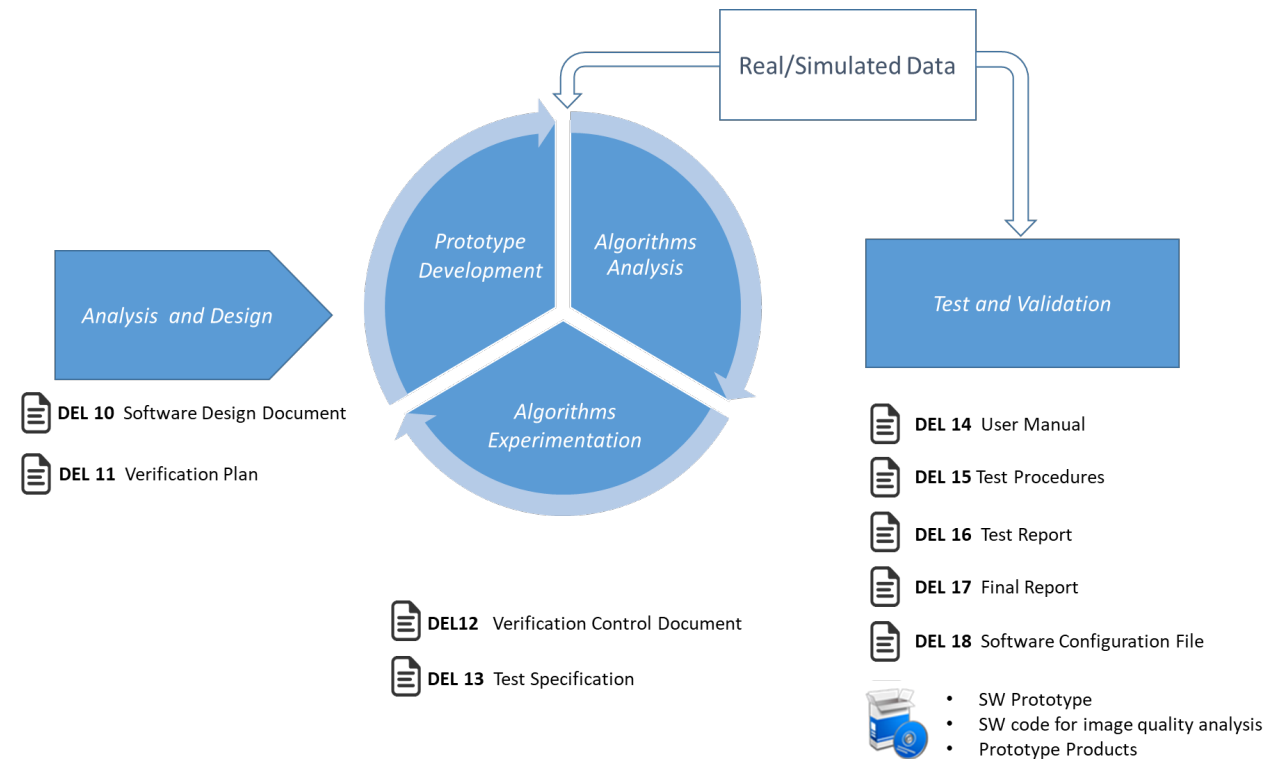 Real/Simulated Data
Prototype
Development
Algorithms
Analysis
Algorithms
Experimentation
Analysis and Design
Test and Validation
DEL 10 Software Design Document
DEL 11 Verification Plan
DEL12 Verification Control Document
DEL 13 Test Specification
DEL 14 User Manual
DEL 15 Test Procedures
DEL 16 Test Report
DEL 17 Final Report
DEL 18 Software Configuration File
• SW Prototype
• SW code for image quality analysis
• Prototype Products